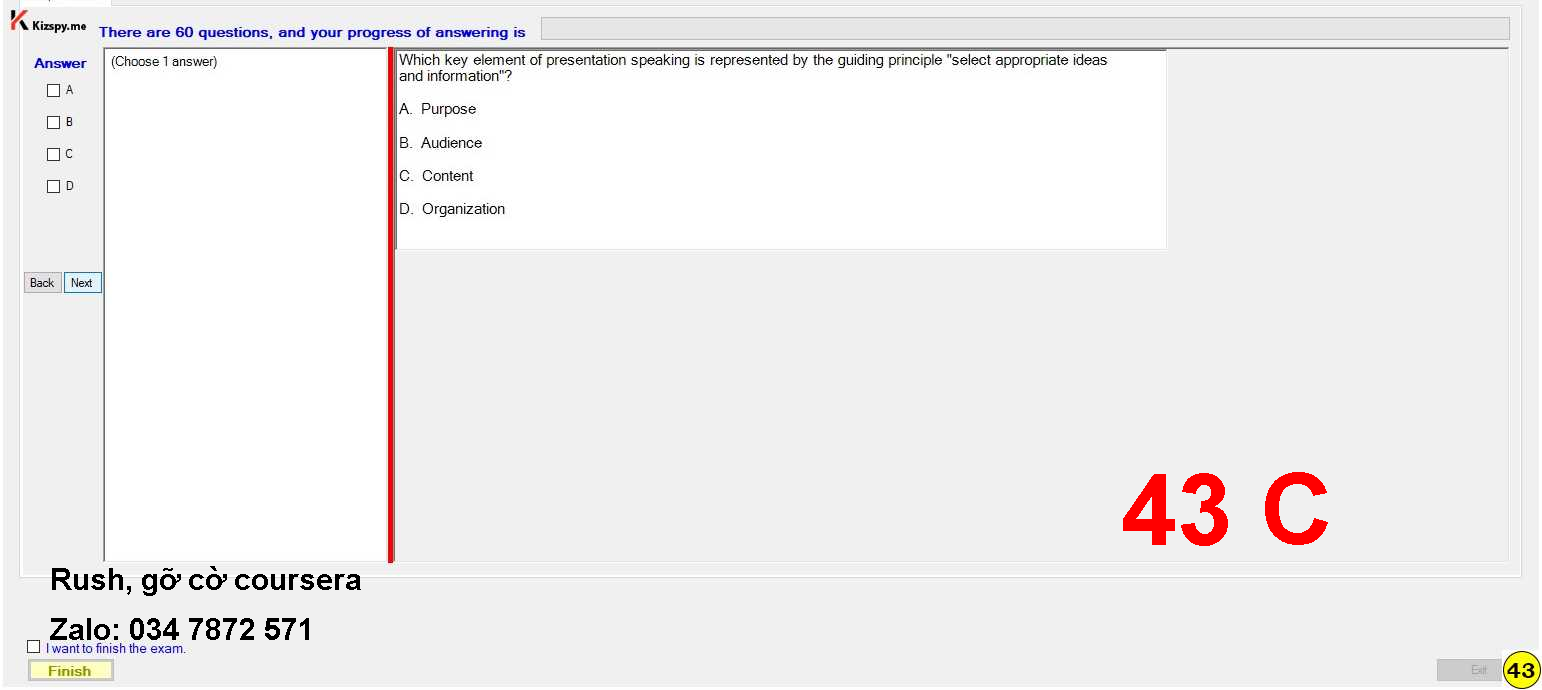 Kizspy.me
There are 60 questions, and your progress of answering is
Answer
A
B
C
D
Back Next
(Choose 1 answer)
Which key element of presentation speaking is represented by the guiding principle "select appropriate ideas
and information"?
A. Purpose
B. Audience
C. Content
D. Organization
43 C
Rush, gỡ cờ coursera
Zalo: 034 7872 571
I want to finish the exam.
Finish
Exit
43